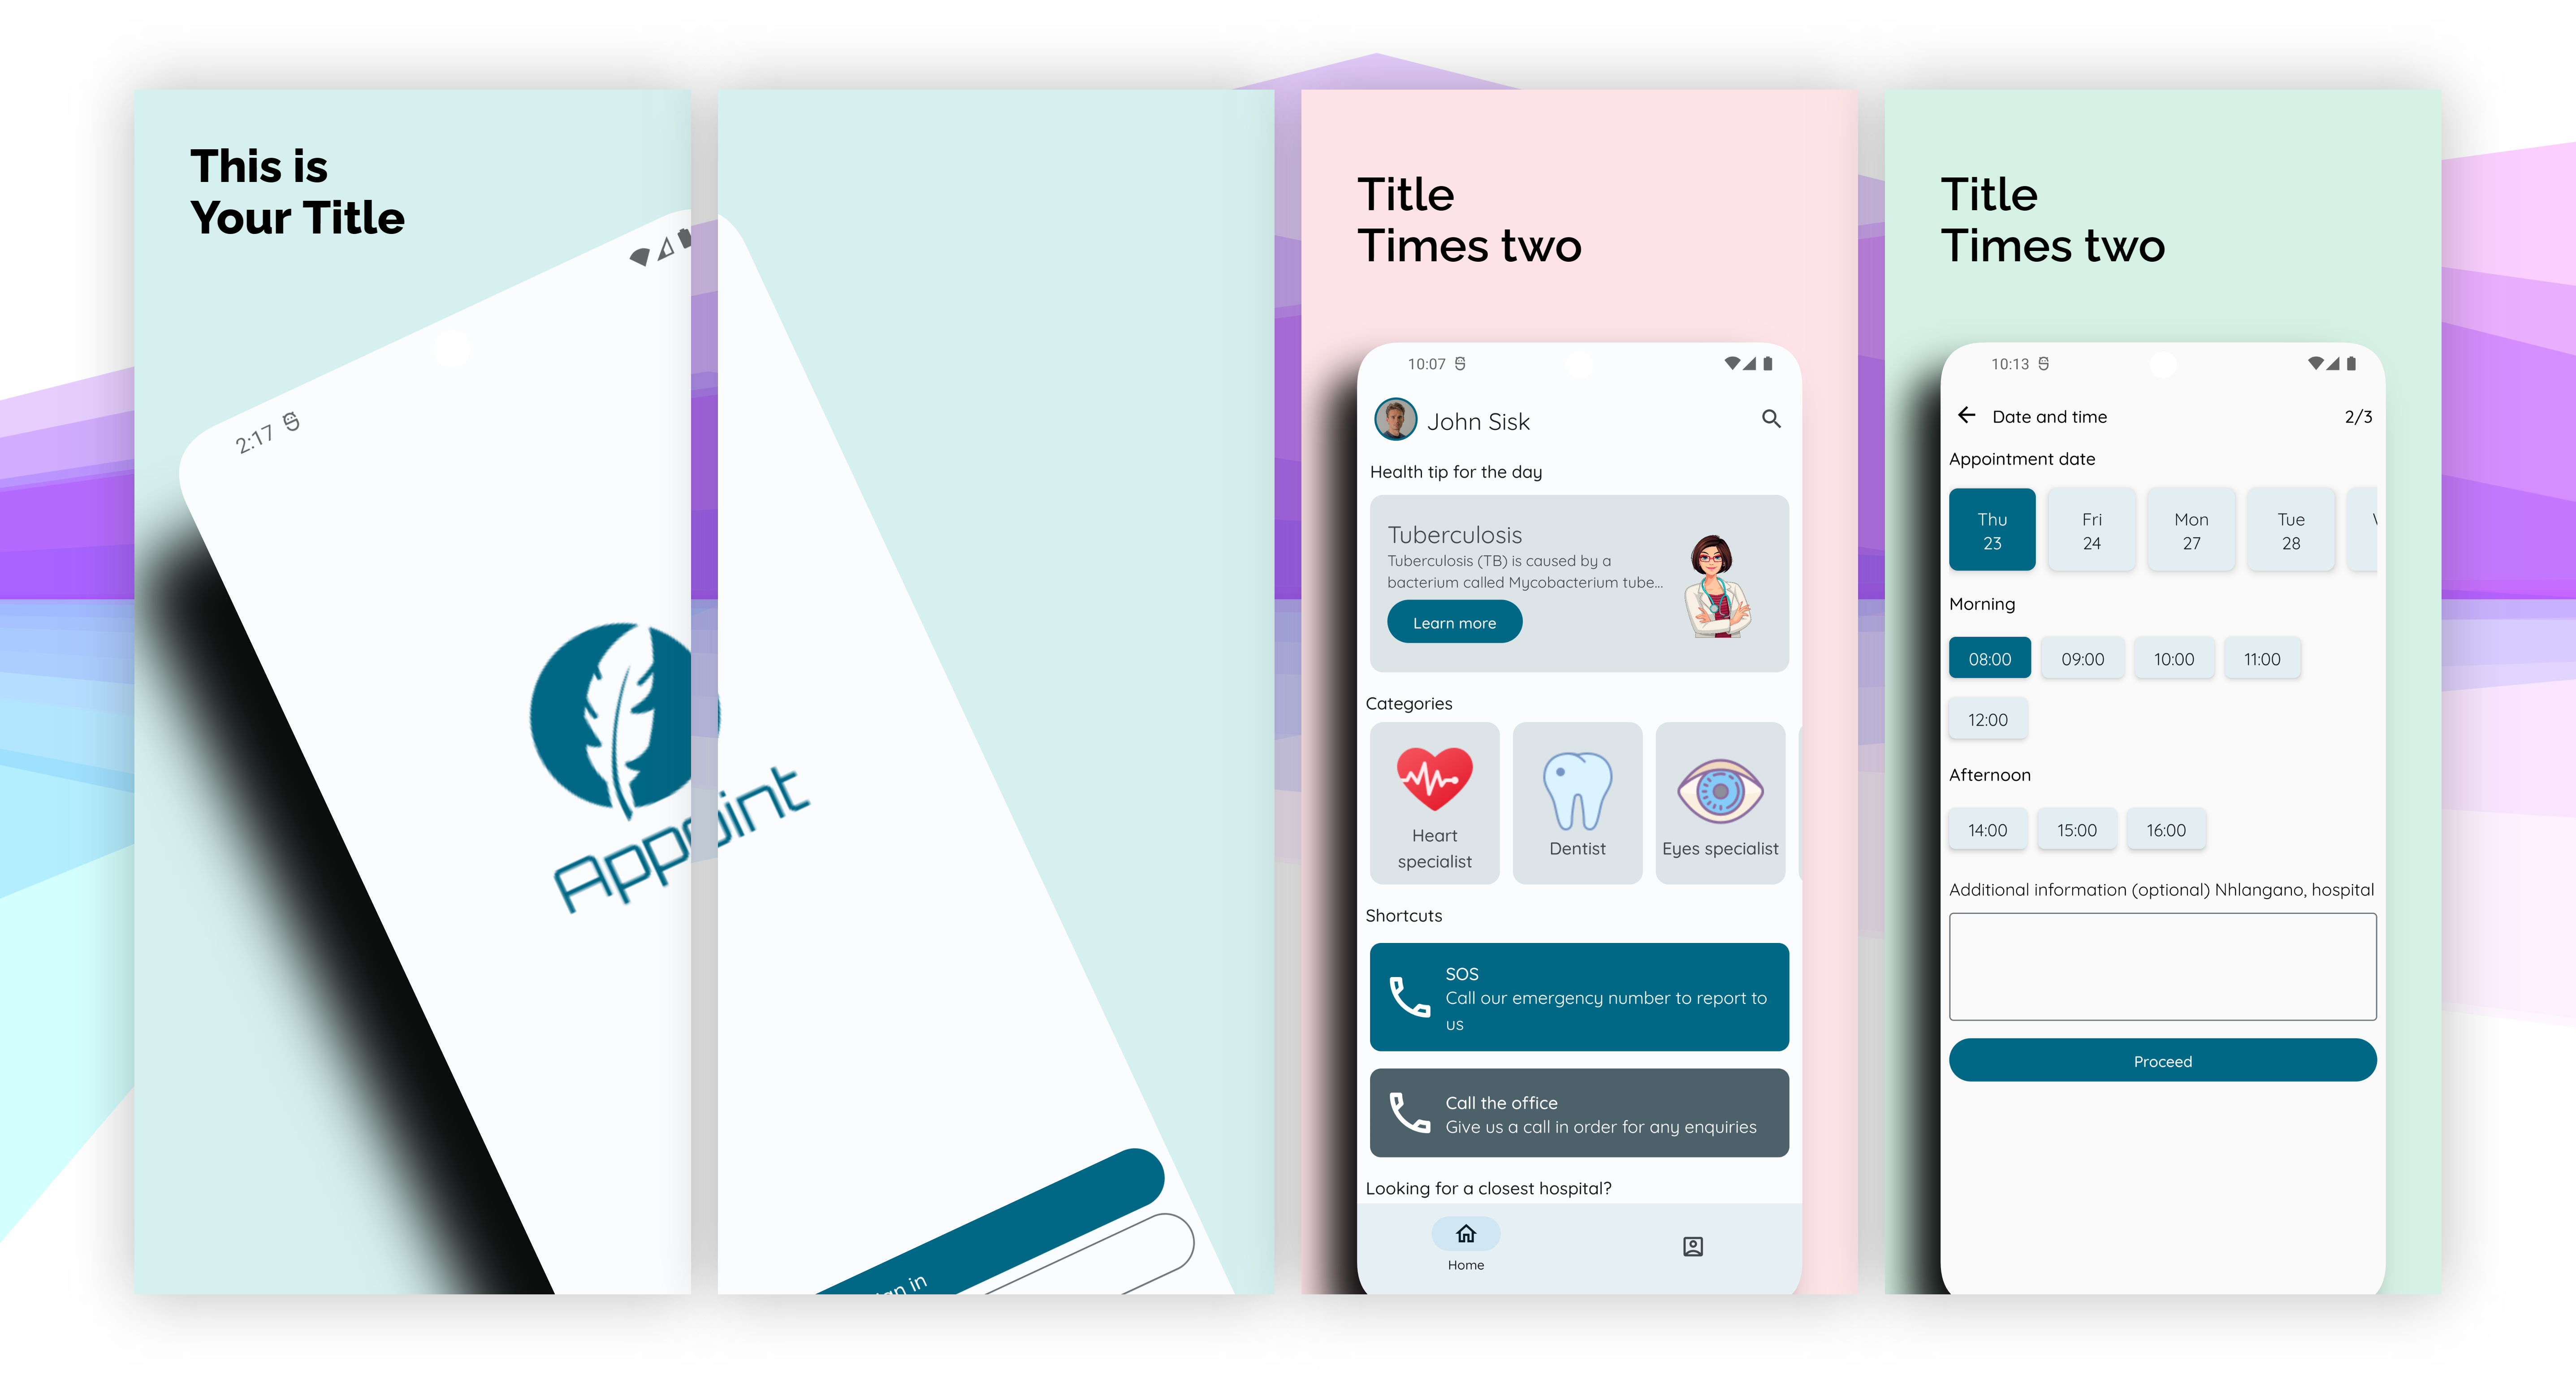 This is
Your Title
2:17
Appoint
in
Title
Times two
10:07
John Sisk
Health tip for the day
Tuberculosis
Tuberculosis (TB) is caused by a
bacterium called Mycobacterium tube...
Learn more
Categories
Heart
specialist
Dentist
Eyes specialist
Shortcuts
SOS
Call our emergency number to report to
us
Call the office
Give us a call in order for any enquiries
Looking for a closest hospital?
Home
Title
Times two
10:13
Date and time
2/3
Appointment date
Thu
23
Fri
24
Mon
27
Tue
28
Morning
08:00
09:00
10:00
11:00
12:00
Afternoon
14:00
15:00
16:00
Additional information (optional) Nhlangano, hospital
Proceed